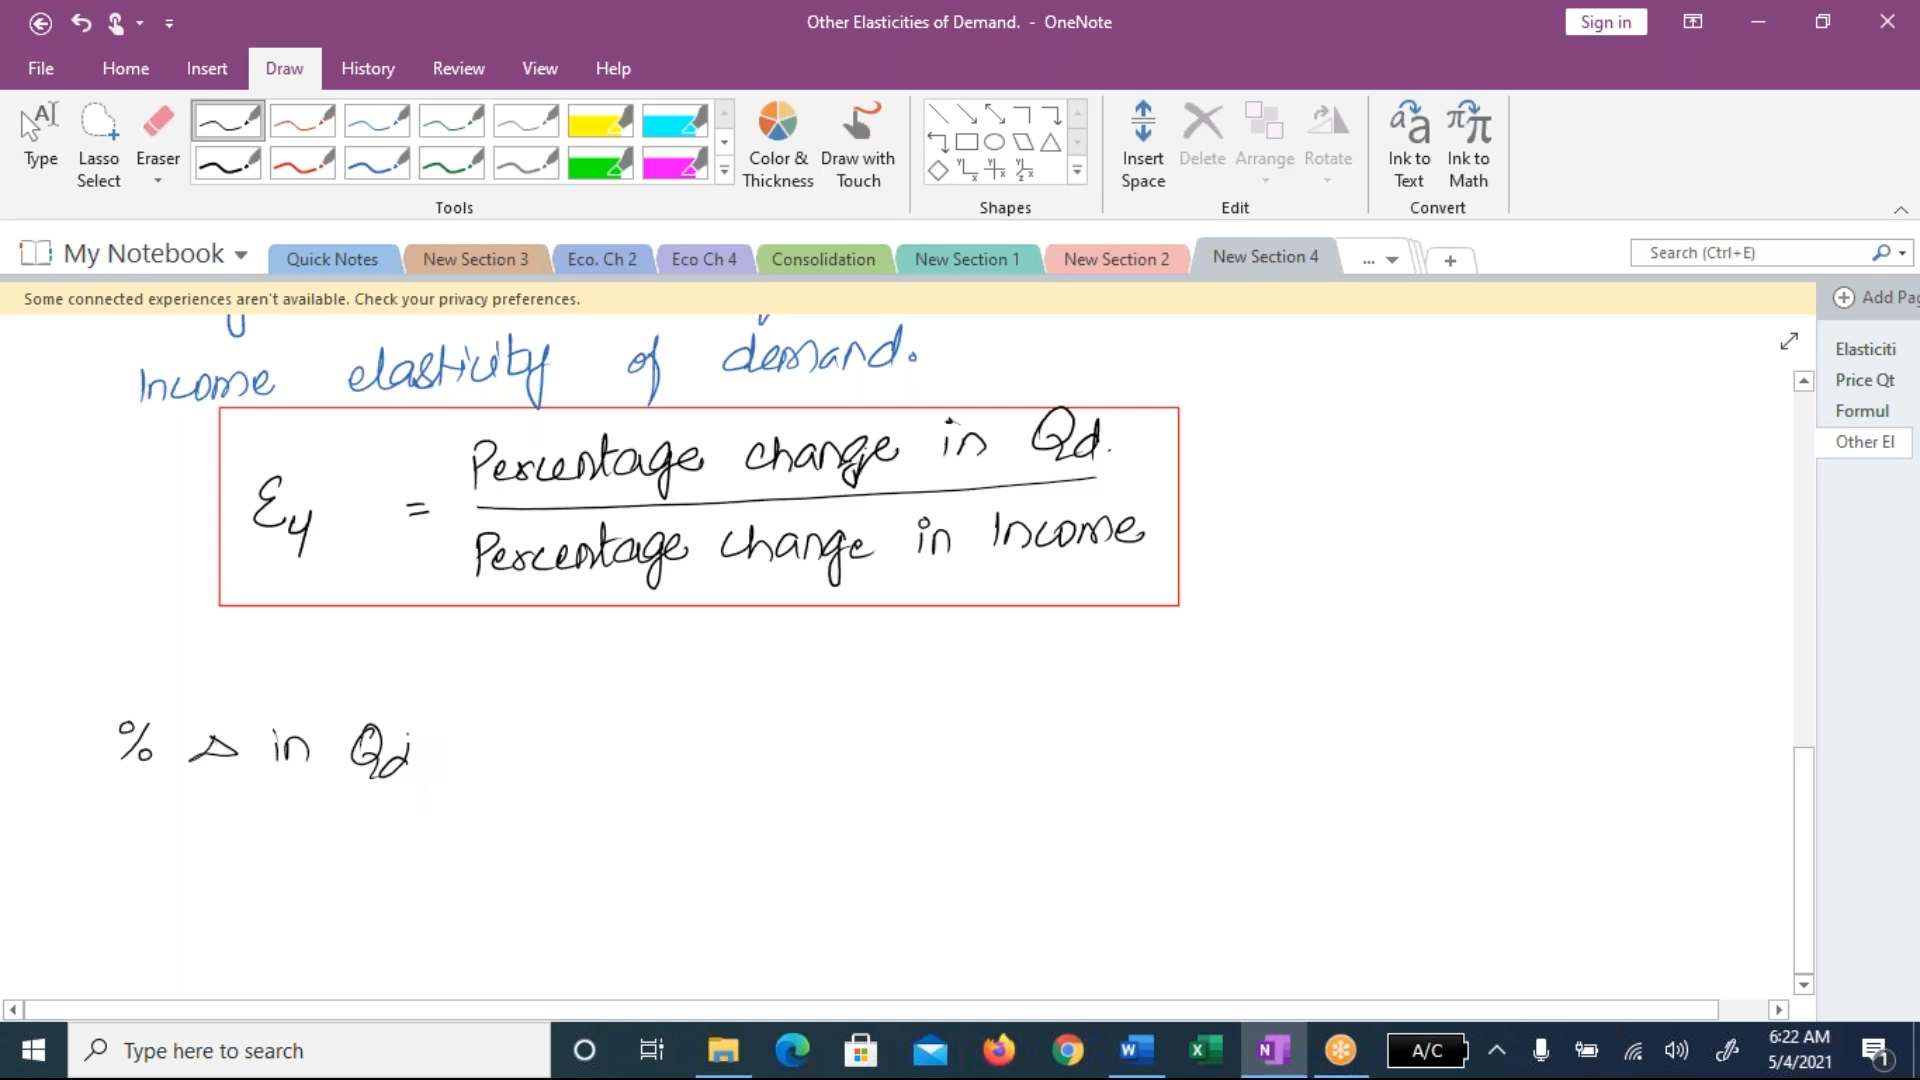 Other Elasticities of Demand. - OneNote
Sign in
File Home Insert Draw History Review View Help
Type
Lasso Select
Eraser
Color & Thickness
Draw with Touch
Insert Space
Delete
Arrange
Rotate
Ink to Text
Ink to Math
Tools
Shapes
Edit
Convert
My Notebook
Quick Notes
New Section 3
Eco. Ch 2
Eco Ch 4
Consolidation
New Section 1
New Section 2
New Section 4
...
Search (Ctrl+E)
Some connected experiences aren't available. Check your privacy preferences.
Add Pag
Elasticiti
Price Qt
Formul
Other El
Income elasticity of demand.
Percentage change in Qd.
Ey =
Percentage change in Income
% Δ in Qd
Type here to search
A/C
6:22 AM
5/4/2021
1